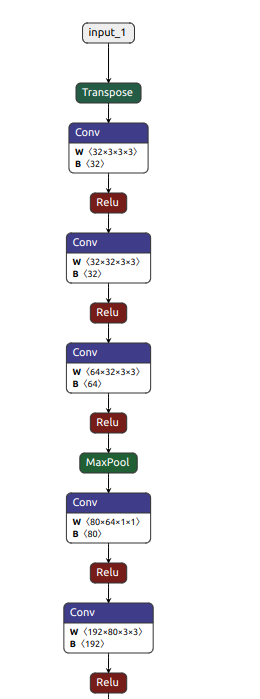 input_1
Transpose
Conv
W ⟨32×3×3×3⟩
B ⟨32⟩
Relu
Conv
W ⟨32×32×3×3⟩
B ⟨32⟩
Relu
Conv
W ⟨64×32×3×3⟩
B ⟨64⟩
Relu
MaxPool
Conv
W ⟨80×64×1×1⟩
B ⟨80⟩
Relu
Conv
W ⟨192×80×3×3⟩
B ⟨192⟩
Relu